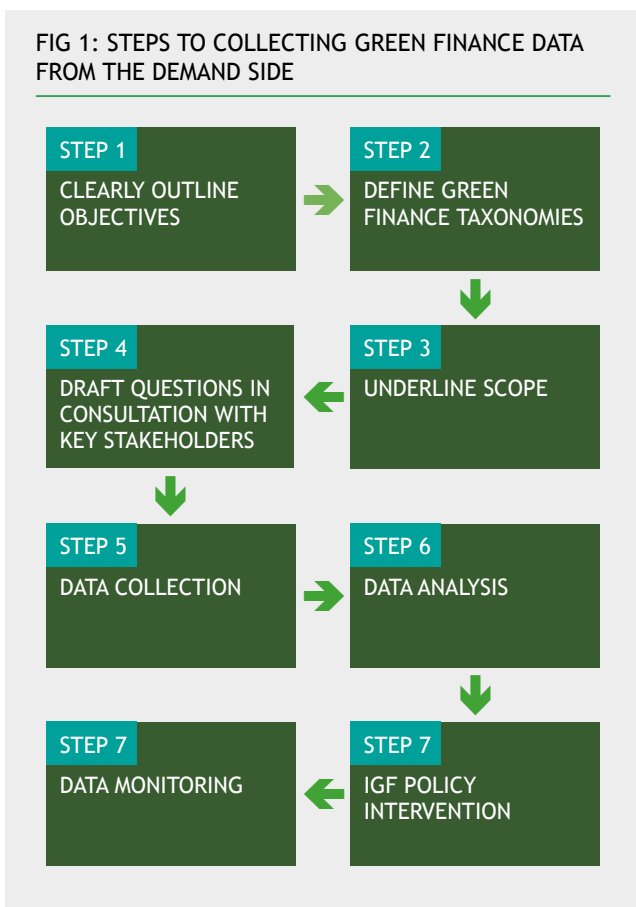 FIG 1: STEPS TO COLLECTING GREEN FINANCE DATA
FROM THE DEMAND SIDE
STEP 1
CLEARLY OUTLINE
OBJECTIVES
STEP 2
DEFINE GREEN
FINANCE TAXONOMIES
STEP 3
UNDERLINE SCOPE
STEP 4
DRAFT QUESTIONS IN
CONSULTATION WITH
KEY STAKEHOLDERS
STEP 5
DATA COLLECTION
STEP 6
DATA ANALYSIS
STEP 7
IGF POLICY
INTERVENTION
STEP 7
DATA MONITORING